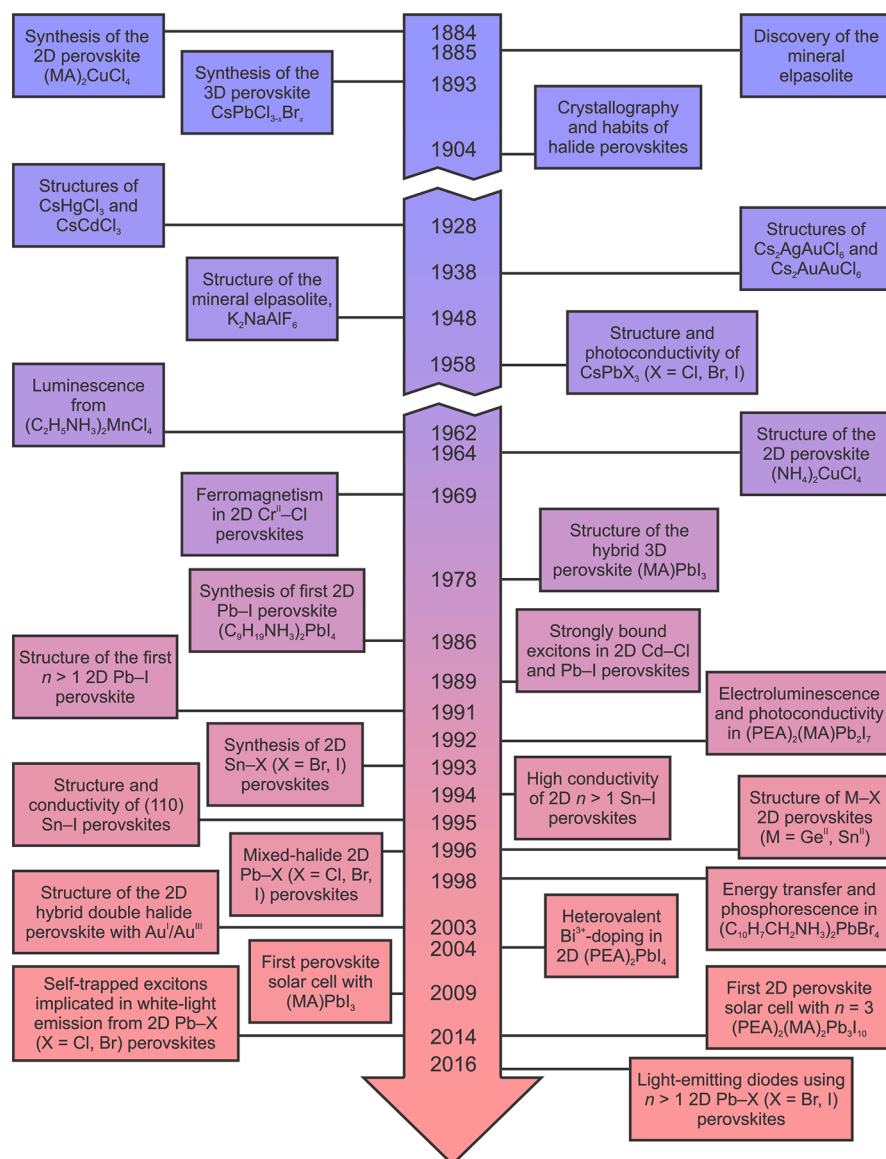 1884
Synthesis of the
2D perovskite
(MA)₂CuCl₄
1885
Discovery of the
mineral
elpasolite
1893
Synthesis of the
3D perovskite
CsPbCl₃₋ₓBrₓ
1904
Crystallography
and habits of
halide perovskites
1928
Structures of
CsHgCl₃ and
CsCdCl₃
1938
Structures of
Cs₂AgAuCl₆ and
Cs₂AuAuCl₆
1948
Structure of the
mineral elpasolite,
K₂NaAlF₆
1958
Structure and
photoconductivity of
CsPbX₃ (X = Cl, Br, I)
1962
Luminescence
from
(C₂H₅NH₃)₂MnCl₄
1964
Structure of the
2D perovskite
(NH₄)₂CuCl₄
1969
Ferromagnetism
in 2D Crᴵᴵ–Cl
perovskites
1978
Structure of the
hybrid 3D
perovskite (MA)PbI₃
1986
Synthesis of first 2D
Pb–I perovskite
(C₉H₁₉NH₃)₂PbI₄
1989
Strongly bound
excitons in 2D Cd–Cl
and Pb–I perovskites
1991
Structure of the first
n > 1 2D Pb–I
perovskite
1992
Electroluminescence
and photoconductivity
in (PEA)₂(MA)Pb₂I₇
1993
Synthesis of 2D
Sn–X (X = Br, I)
perovskites
1994
High conductivity
of 2D n > 1 Sn–I
perovskites
1995
Structure and
conductivity of (110)
Sn–I perovskites
1996
Mixed-halide 2D
Pb–X (X = Cl, Br,
I) perovskites
Structure of M–X
2D perovskites
(M = Geᴵᴵ, Snᴵᴵ)
1998
Energy transfer and
phosphorescence in
(C₁₀H₇CH₂NH₃)₂PbBr₄
2003
Structure of the 2D
hybrid double halide
perovskite with Auᴵ/Auᴵᴵᴵ
2004
Heterovalent
Bi³⁺-doping in
2D (PEA)₂PbI₄
2009
First perovskite
solar cell with
(MA)PbI₃
2014
Self-trapped excitons
implicated in white-light
emission from 2D Pb–X
(X = Cl, Br) perovskites
First 2D perovskite
solar cell with n = 3
(PEA)₂(MA)₂Pb₃I₁₀
2016
Light-emitting diodes using
n > 1 2D Pb–X (X = Br, I)
perovskites